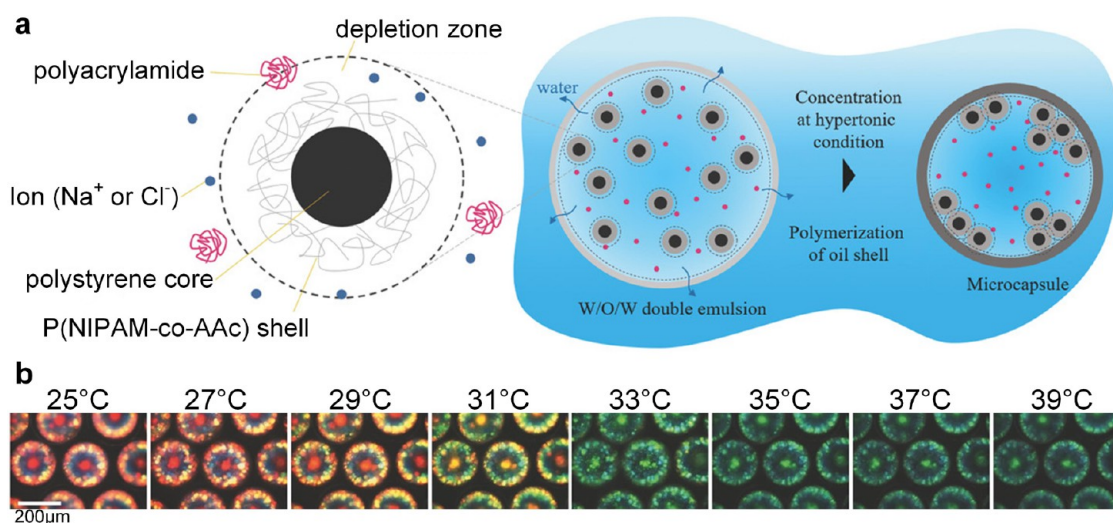 a
depletion zone
polyacrylamide
Ion (Na⁺ or Cl⁻)
polystyrene core
P(NIPAM-co-AAc) shell
water
W/O/W double emulsion
Concentration
at hypertonic
condition
Polymerization
of oil shell
Microcapsule
b
25°C 27°C 29°C 31°C 33°C 35°C 37°C 39°C
200μm